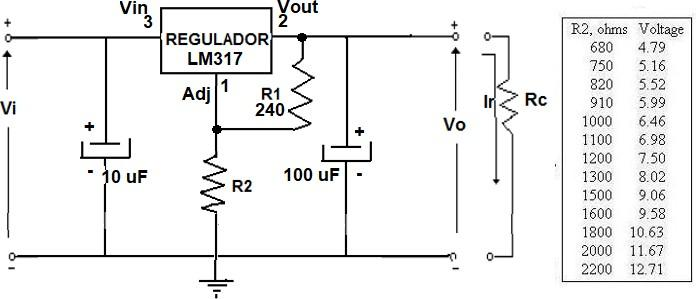 Vin
3
Vout
2
REGULADOR
LM317
Adj
1
R1
240
Vi
+
-
+
-
10 uF
R2
+
-
100 uF
+
-
Vo
Ir
Rc
R2, ohms Voltage
680 4.79
750 5.16
820 5.52
910 5.99
1000 6.46
1100 6.98
1200 7.50
1300 8.02
1500 9.06
1600 9.58
1800 10.63
2000 11.67
2200 12.71